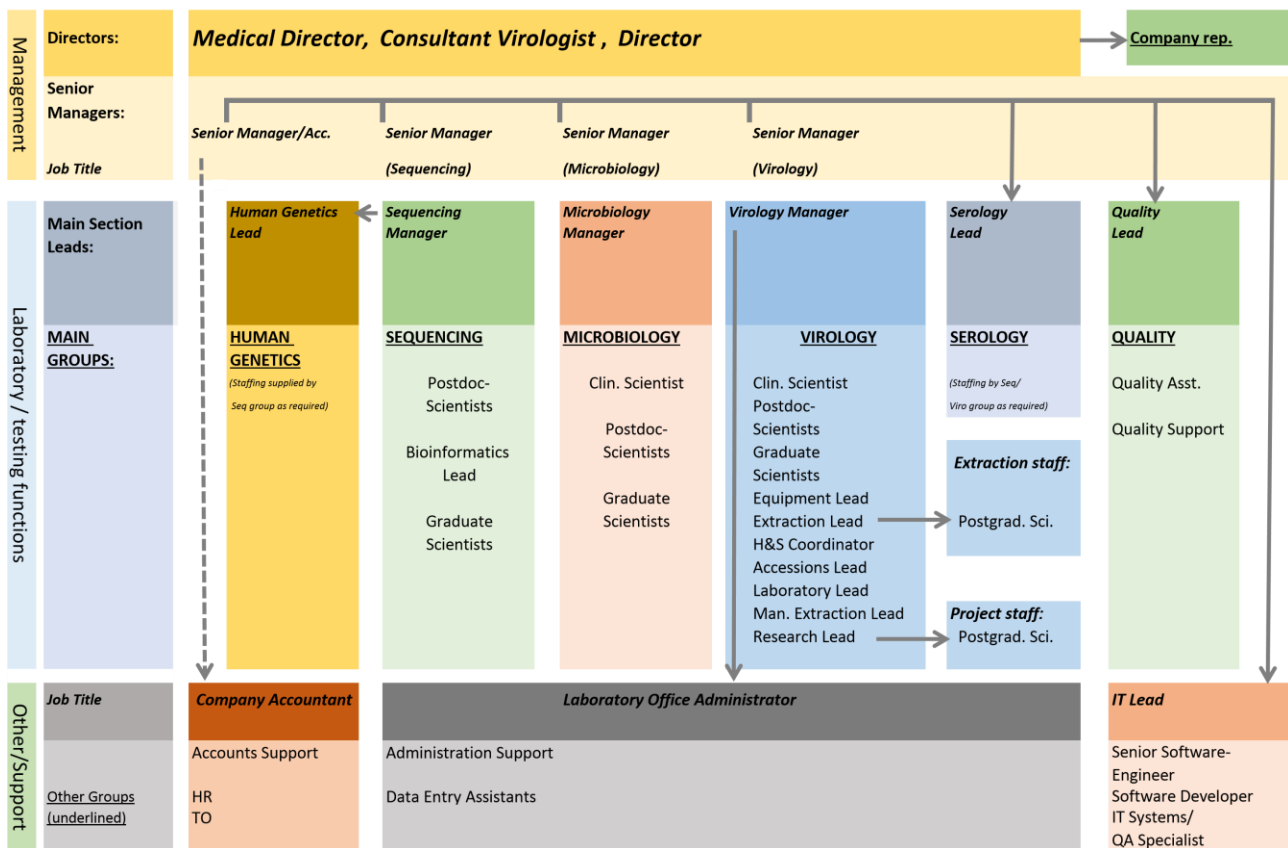 Management
Directors:
Medical Director, Consultant Virologist , Director
Company rep.
Senior
Managers:
Job Title
Senior Manager/Acc.
Senior Manager
(Sequencing)
Senior Manager
(Microbiology)
Senior Manager
(Virology)
Laboratory / testing functions
Main Section
Leads:
Human Genetics
Lead
Sequencing
Manager
Microbiology
Manager
Virology Manager
Serology
Lead
Quality
Lead
MAIN
GROUPS:
HUMAN
GENETICS
(Staffing supplied by
Seq group as required)
SEQUENCING
Postdoc-
Scientists
Bioinformatics
Lead
Graduate
Scientists
MICROBIOLOGY
Clin. Scientist
Postdoc-
Scientists
Graduate
Scientists
VIROLOGY
Clin. Scientist
Postdoc-
Scientists
Graduate
Scientists
Equipment Lead
Extraction Lead
H&S Coordinator
Accessions Lead
Laboratory Lead
Man. Extraction Lead
Research Lead
SEROLOGY
(Staffing by Seq/
Viro group as required)
Extraction staff:
Postgrad. Sci.
Project staff:
Postgrad. Sci.
QUALITY
Quality Asst.
Quality Support
Other/Support
Job Title
Other Groups
(underlined)
Company Accountant
Accounts Support
HR
TO
Laboratory Office Administrator
Administration Support
Data Entry Assistants
IT Lead
Senior Software-
Engineer
Software Developer
IT Systems/
QA Specialist